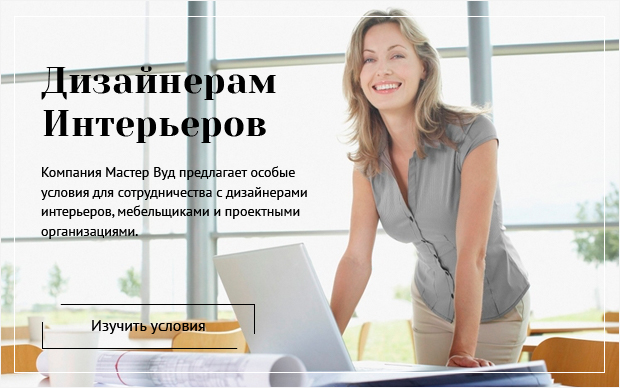 Дизайнерам
Интерьеров
Компания Мастер Вуд предлагает особые
условия для сотрудничества с дизайнерами
интерьеров, мебельщиками и проектными
организациями.
Изучить условия